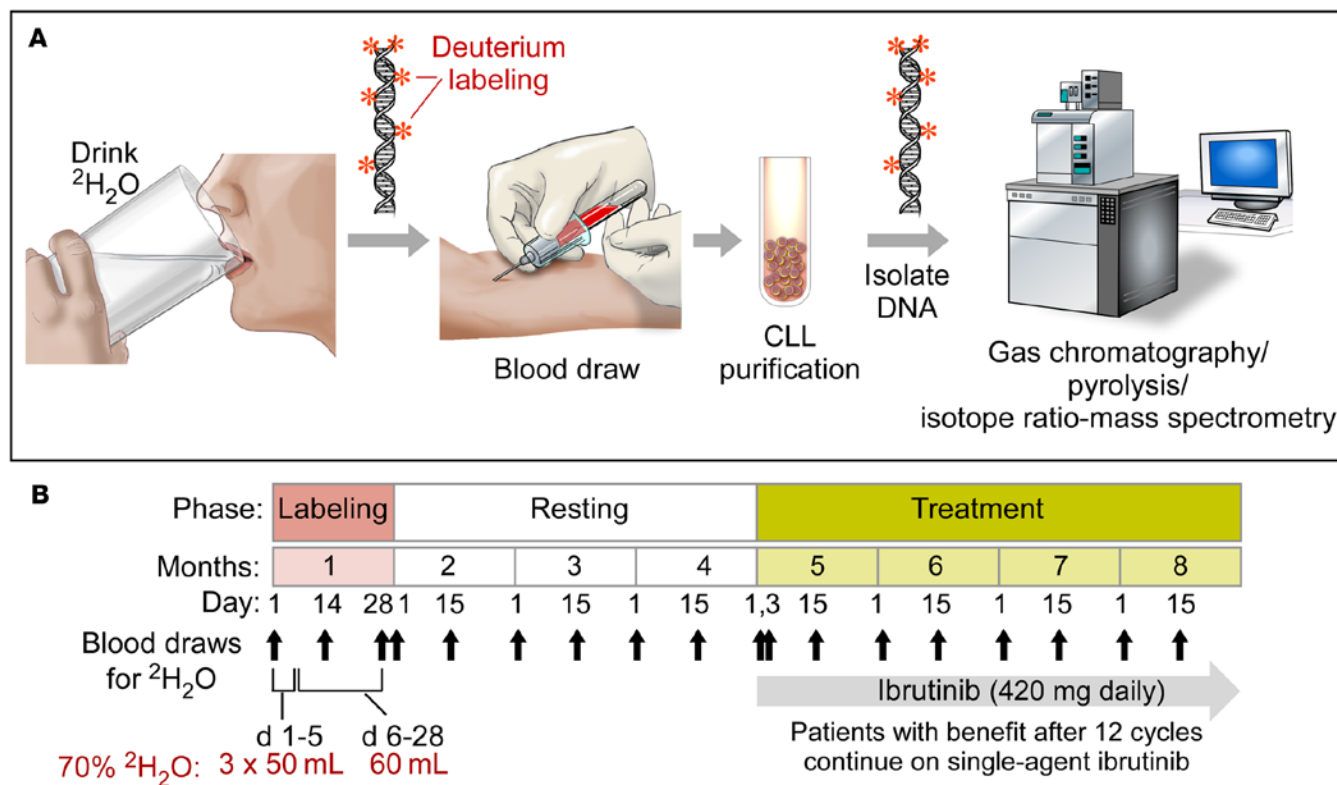 A
Deuterium
labeling
Drink
²H₂O
Isolate
DNA
Blood draw
CLL
purification
Gas chromatography/
pyrolysis/
isotope ratio-mass spectrometry
B
Phase: Labeling Resting Treatment
Months: 1 2 3 4 5 6 7 8
Day: 1 14 28 1 15 1 15 1 15 1,3 15 1 15 1 15 1 15
Blood draws
for ²H₂O
Ibrutinib (420 mg daily)
d 1-5 d 6-28
70% ²H₂O: 3 x 50 mL 60 mL
Patients with benefit after 12 cycles
continue on single-agent ibrutinib